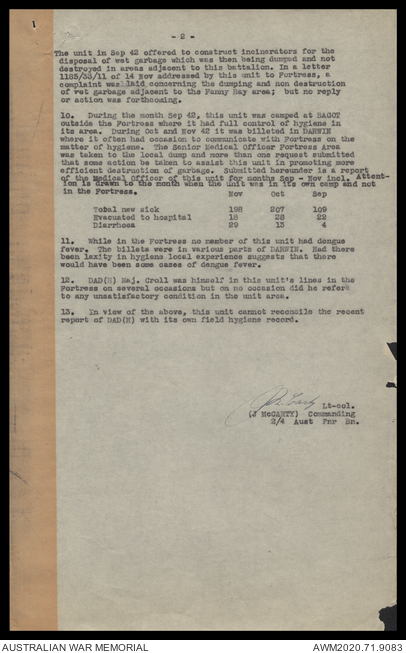 - 2 -
The unit in Sep 42 offered to construct incinerators for the
disposal of wet garbage which was then being dumped and not
destroyed in areas adjacent to this battalion. In a letter
1185/33/11 of 14 Nov addressed by this unit to Fortress, a
complaint was laid concerning the dumping and non destruction
of wet garbage adjacent to the Fanny Bay area; but no reply
or action was forthcoming.
10. During the month Sep 42, this unit was camped at BAGOT
outside the Fortress where it had full control of hygiene in
its area. During Oct and Nov 42 it was billeted in DARWIN
where it often had occasion to communicate with Fortress on the
matter of hygiene. The Senior Medical Officer Fortress Area
was taken to the local dump and more than one request submitted
that some action be taken to assist this unit in promoting more
efficient destruction of garbage. Submitted hereunder is a report
of the Medical Officer of this unit for months Sep - Nov incl. Attent-
ion is drawn to the month when the unit was in its own camp and not
in the Fortress.
Nov Oct Sep
Total new sick 198 207 109
Evacuated to hospital 18 28 22
Diarrhoea 29 13 4
11. While in the Fortress no member of this unit had dengue
fever. The billets were in various parts of DARWIN. Had there
been laxity in hygiene local experience suggests that there
would have been some cases of dengue fever.
12. DAD(H) Maj. Croll was himself in this unit's lines in the
Fortress on several occasions but on no occasion did he refer
to any unsatisfactory condition in the unit area.
13. In view of the above, this unit cannot reconcile the recent
report of DAD(H) with its own field hygiene record.
Lt-col.
(J McCARTY) Commanding
2/4 Aust Pnr Bn.
AUSTRALIAN WAR MEMORIAL
AWM2020.71.9083